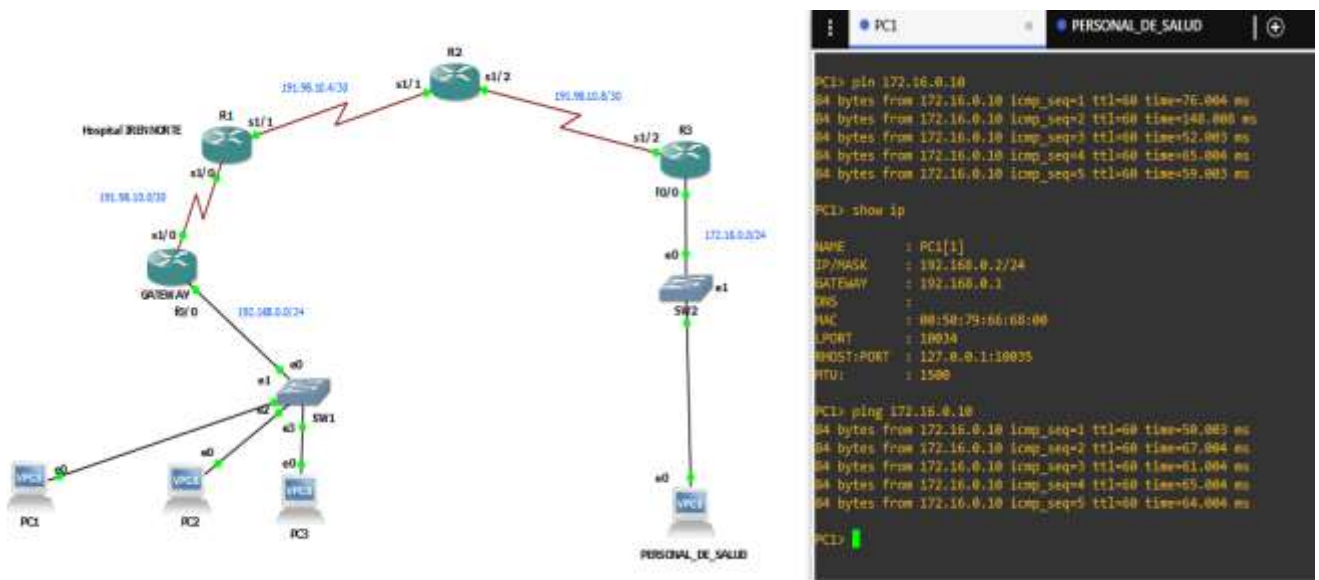 R2
s1/1
s1/2
191.98.10.4/30
191.98.10.8/30
R1
s1/1
Hospital IREN NORTE
s1/2
R3
s1/0
f0/0
191.98.10.0/30
s1/0
172.16.0.0/24
e0
GATEWAY
f0/0
e1
SW2
192.168.0.0/24
e0
e1
e2
SW1
e3
e0
e0
e0
e0
VPCS
VPCS
VPCS
VPCS
PC1
PC2
PC3
PERSONAL_DE_SALUD
PC1
PERSONAL_DE_SALUD
PC1> pin 172.16.0.10
84 bytes from 172.16.0.10 icmp_seq=1 ttl=60 time=76.004 ms
84 bytes from 172.16.0.10 icmp_seq=2 ttl=60 time=148.008 ms
84 bytes from 172.16.0.10 icmp_seq=3 ttl=60 time=52.003 ms
84 bytes from 172.16.0.10 icmp_seq=4 ttl=60 time=65.004 ms
84 bytes from 172.16.0.10 icmp_seq=5 ttl=60 time=59.003 ms
PC1> show ip
NAME : PC1[1]
IP/MASK : 192.168.0.2/24
GATEWAY : 192.168.0.1
DNS :
MAC : 00:50:79:66:68:00
LPORT : 10034
RHOST:PORT : 127.0.0.1:10035
MTU: : 1500
PC1> ping 172.16.0.10
84 bytes from 172.16.0.10 icmp_seq=1 ttl=60 time=50.003 ms
84 bytes from 172.16.0.10 icmp_seq=2 ttl=60 time=67.004 ms
84 bytes from 172.16.0.10 icmp_seq=3 ttl=60 time=61.004 ms
84 bytes from 172.16.0.10 icmp_seq=4 ttl=60 time=65.004 ms
84 bytes from 172.16.0.10 icmp_seq=5 ttl=60 time=64.004 ms
PC1>